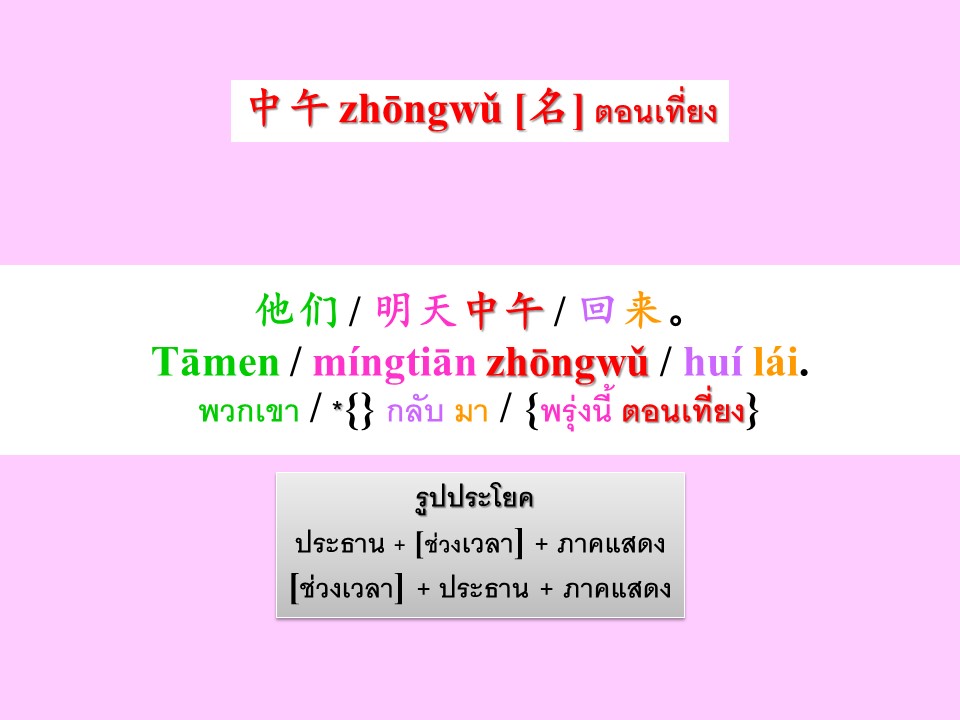 中午 zhōngwǔ [名] ตอนเที่ยง
他们 / 明天中午 / 回来。
Tāmen / míngtiān zhōngwǔ / huí lái.
พวกเขา / *{} กลับ มา / {พรุ่งนี้ ตอนเที่ยง}
รูปประโยค
ประธาน + [ช่วงเวลา] + ภาคแสดง
[ช่วงเวลา] + ประธาน + ภาคแสดง